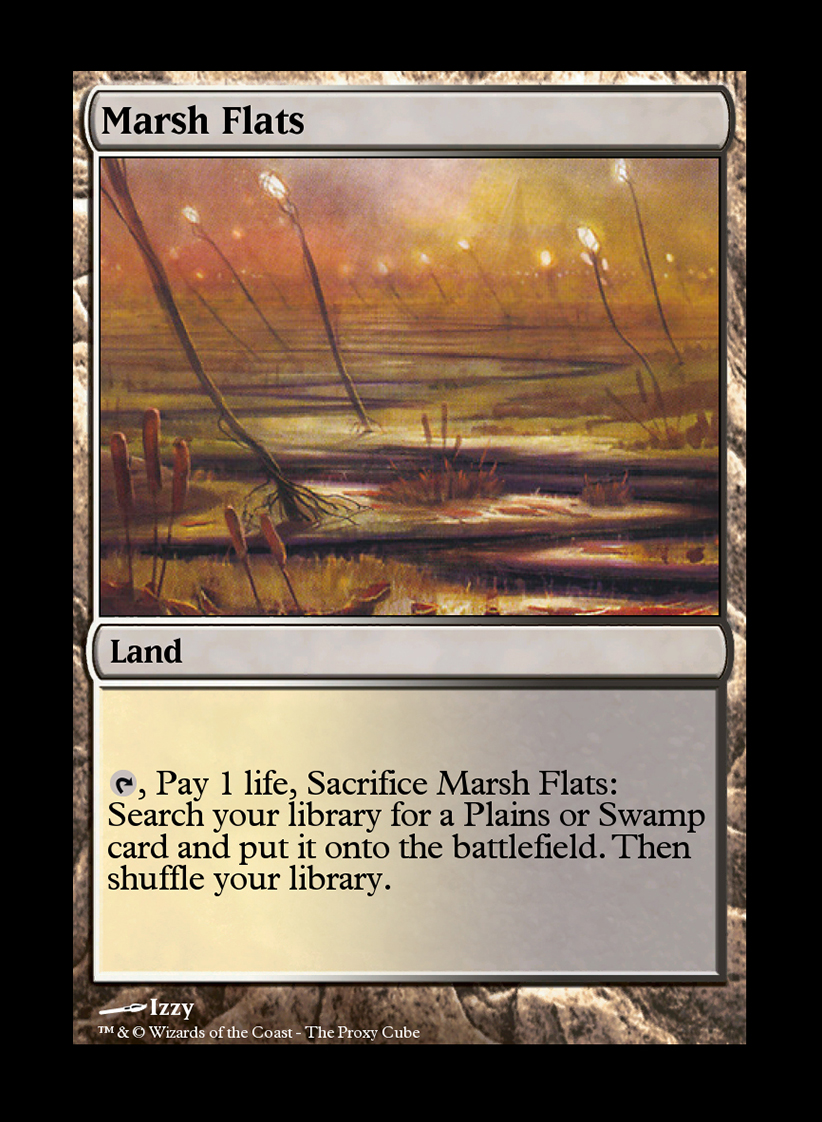 Marsh Flats
Land
, Pay 1 life, Sacrifice Marsh Flats:
Search your library for a Plains or Swamp
card and put it onto the battlefield. Then
shuffle your library.
Izzy
™ & © Wizards of the Coast - The Proxy Cube